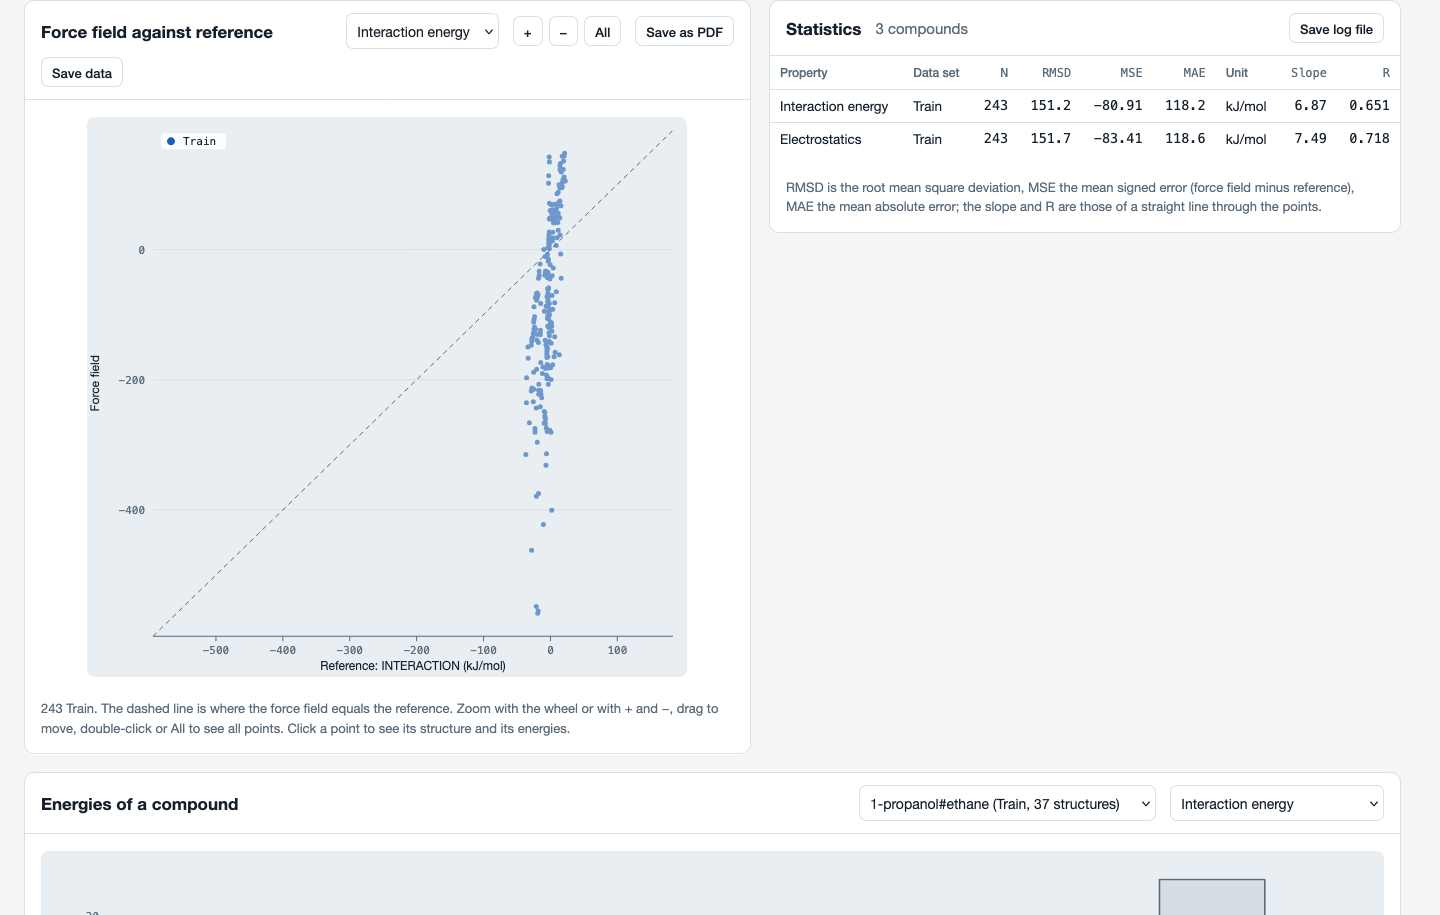 Force field against reference
Interaction energy
+
−
All
Save as PDF
Save data
Train
0
−200
−400
Force field
−500
−400
−300
−200
−100
0
100
Reference: INTERACTION (kJ/mol)
243 Train. The dashed line is where the force field equals the reference. Zoom with the wheel or with + and −, drag to
move, double-click or All to see all points. Click a point to see its structure and its energies.
Statistics 3 compounds
Save log file
Property Data set N RMSD MSE MAE Unit Slope R
Interaction energy Train 243 151.2 −80.91 118.2 kJ/mol 6.87 0.651
Electrostatics Train 243 151.7 −83.41 118.6 kJ/mol 7.49 0.718
RMSD is the root mean square deviation, MSE the mean signed error (force field minus reference),
MAE the mean absolute error; the slope and R are those of a straight line through the points.
Energies of a compound
1-propanol#ethane (Train, 37 structures)
Interaction energy